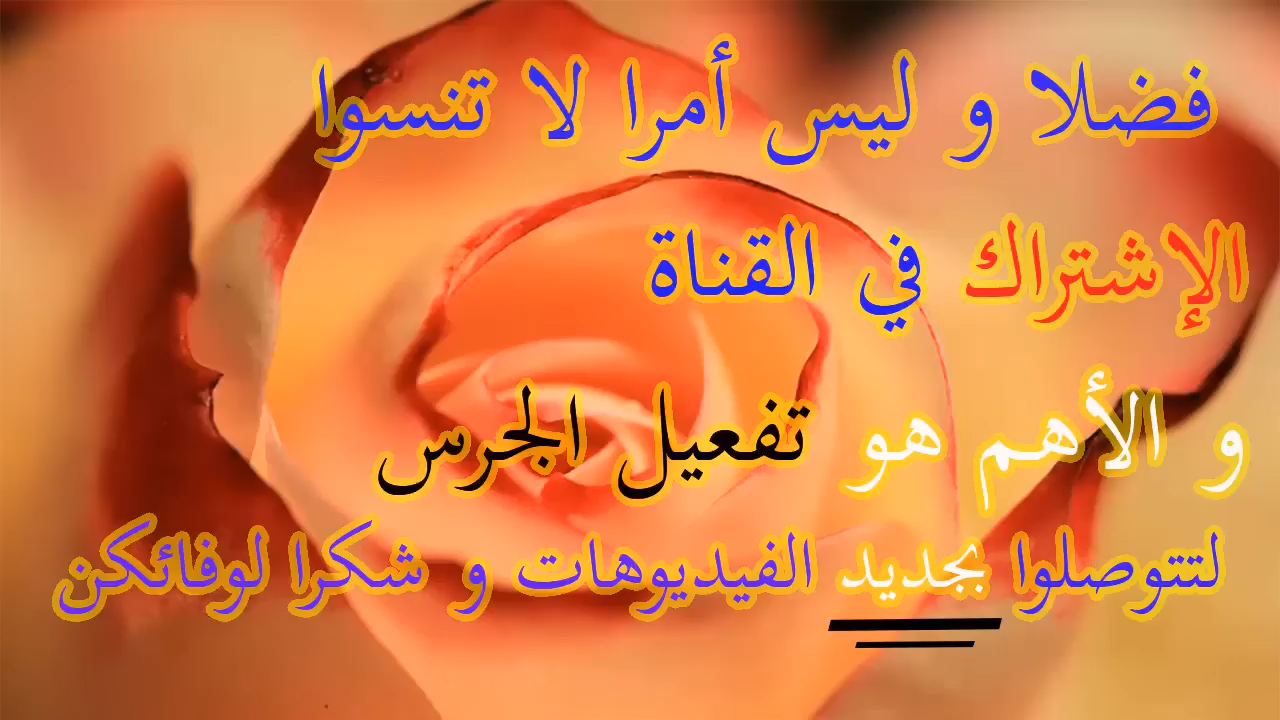 فضلا و ليس أمرا لا تنسوا
الإشتراك في القناة
و الأهم هو تفعيل الجرس
لتتوصلوا بجديد الفيديوهات و شكرا لوفائكن